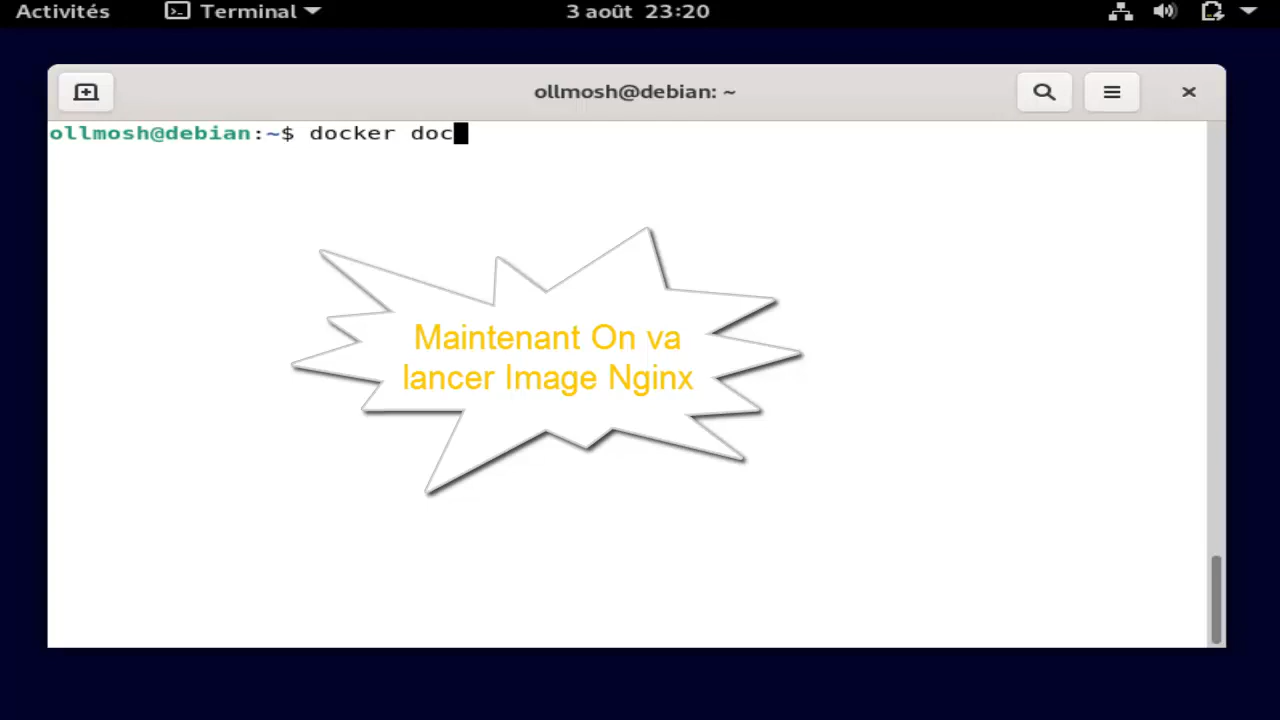 Activités Terminal 3 août 23:20
ollmosh@debian: ~
ollmosh@debian:~$ docker doc
Maintenant On va
lancer Image Nginx